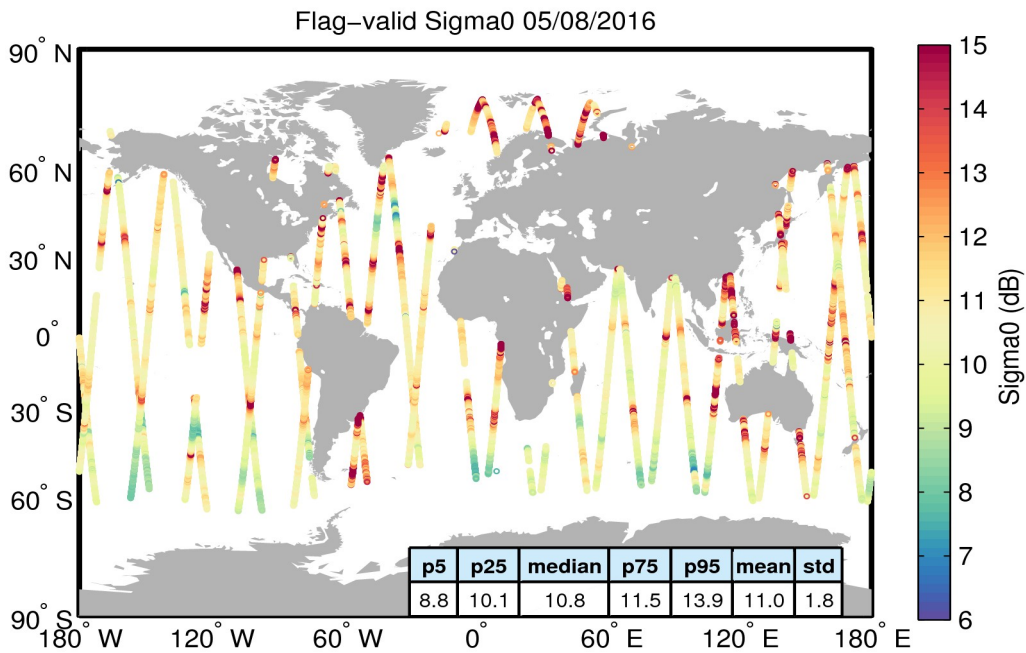 Flag−valid Sigma0 05/08/2016
90° N
60° N
30° N
0°
30° S
60° S
90° S
180° W
120° W
60° W
0°
60° E
120° E
180° E
p5 p25 median p75 p95 mean std
8.8 10.1 10.8 11.5 13.9 11.0 1.8
15
14
13
12
11
10
9
8
7
6
Sigma0 (dB)